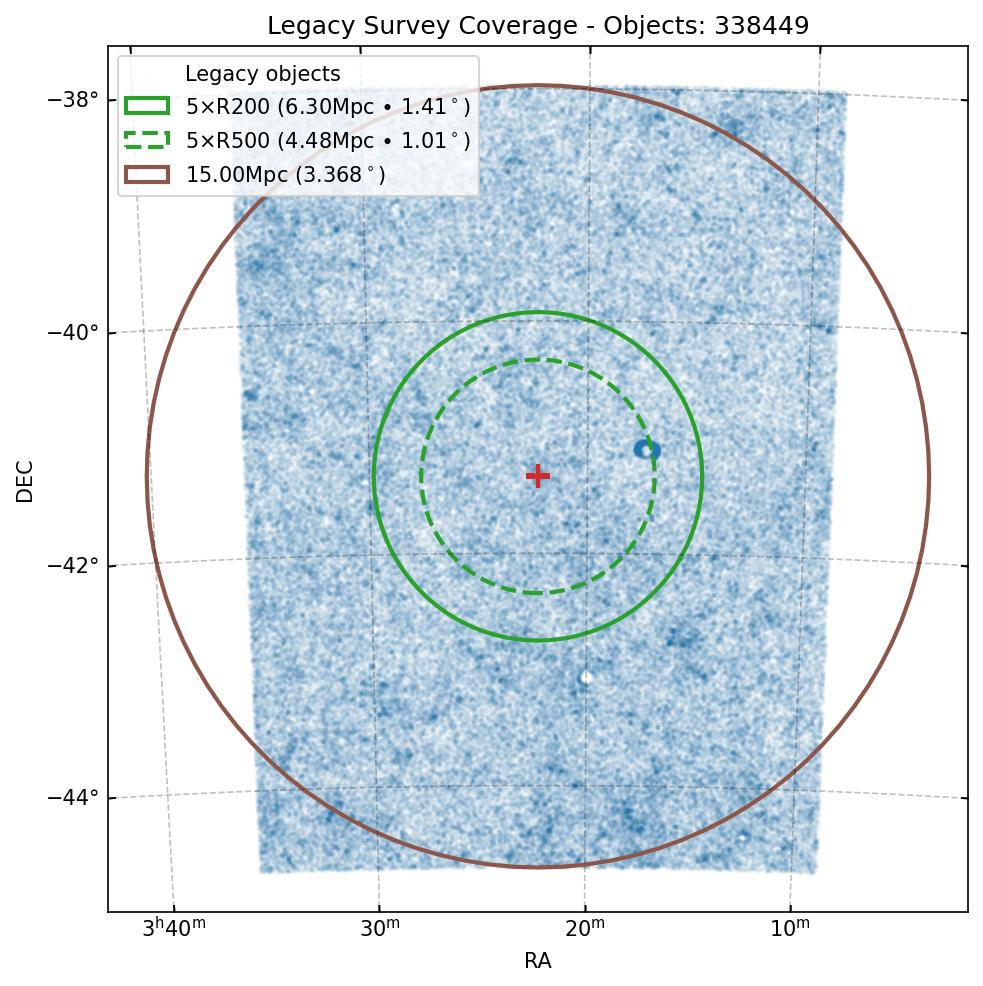 Legacy Survey Coverage - Objects: 338449
Legacy objects
5×R200 (6.30Mpc • 1.41°)
5×R500 (4.48Mpc • 1.01°)
15.00Mpc (3.368°)
−38°
−40°
−42°
−44°
DEC
3ʰ40ᵐ 30ᵐ 20ᵐ 10ᵐ
RA